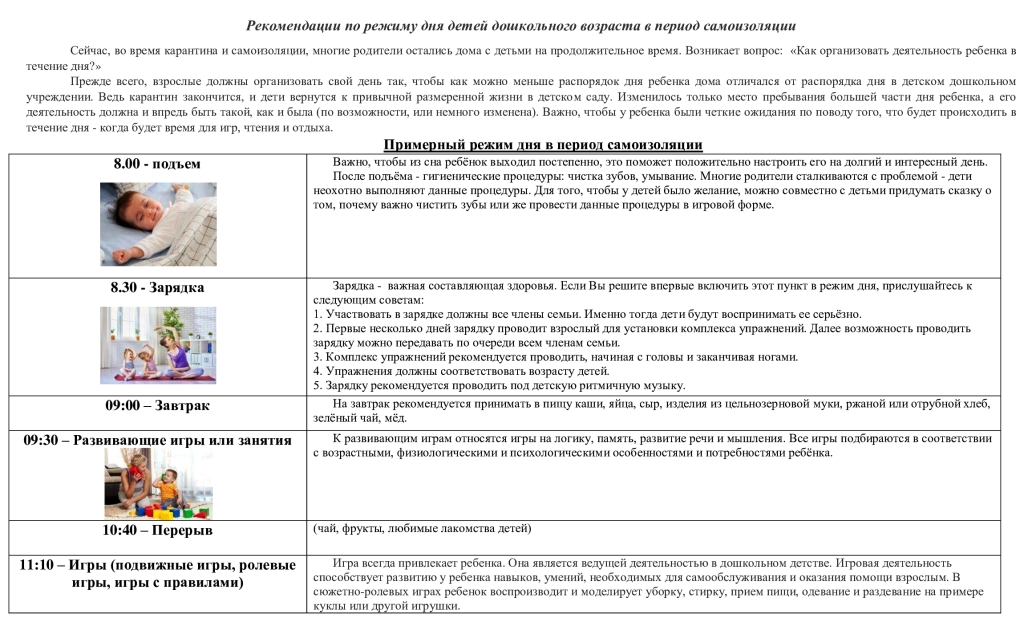 Рекомендации по режиму дня детей дошкольного возраста в период самоизоляции
Сейчас, во время карантина и самоизоляции, многие родители остались дома с детьми на продолжительное время. Возникает вопрос: «Как организовать деятельность ребенка в
течение дня?»
Прежде всего, взрослые должны организовать свой день так, чтобы как можно меньше распорядок дня ребенка дома отличался от распорядка дня в детском дошкольном
учреждении. Ведь карантин закончится, и дети вернутся к привычной размеренной жизни в детском саду. Изменилось только место пребывания большей части дня ребенка, а его
деятельность должна и впредь быть такой, как и была (по возможности, или немного изменена). Важно, чтобы у ребенка были четкие ожидания по поводу того, что будет происходить в
течение дня - когда будет время для игр, чтения и отдыха.
Примерный режим дня в период самоизоляции
8.00 - подъем
Важно, чтобы из сна ребёнок выходил постепенно, это поможет положительно настроить его на долгий и интересный день.
После подъёма - гигиенические процедуры: чистка зубов, умывание. Многие родители сталкиваются с проблемой - дети
неохотно выполняют данные процедуры. Для того, чтобы у детей было желание, можно совместно с детьми придумать сказку о
том, почему важно чистить зубы или же провести данные процедуры в игровой форме.
8.30 - Зарядка
Зарядка - важная составляющая здоровья. Если Вы решите впервые включить этот пункт в режим дня, прислушайтесь к
следующим советам:
1. Участвовать в зарядке должны все члены семьи. Именно тогда дети будут воспринимать ее серьёзно.
2. Первые несколько дней зарядку проводит взрослый для установки комплекса упражнений. Далее возможность проводить
зарядку можно передавать по очереди всем членам семьи.
3. Комплекс упражнений рекомендуется проводить, начиная с головы и заканчивая ногами.
4. Упражнения должны соответствовать возрасту детей.
5. Зарядку рекомендуется проводить под детскую ритмичную музыку.
09:00 – Завтрак
На завтрак рекомендуется принимать в пищу каши, яйца, сыр, изделия из цельнозерновой муки, ржаной или отрубной хлеб,
зелёный чай, мёд.
09:30 – Развивающие игры или занятия
К развивающим играм относятся игры на логику, память, развитие речи и мышления. Все игры подбираются в соответствии
с возрастными, физиологическими и психологическими особенностями и потребностями ребёнка.
10:40 – Перерыв
(чай, фрукты, любимые лакомства детей)
11:10 – Игры (подвижные игры, ролевые
игры, игры с правилами)
Игра всегда привлекает ребенка. Она является ведущей деятельностью в дошкольном детстве. Игровая деятельность
способствует развитию у ребенка навыков, умений, необходимых для самообслуживания и оказания помощи взрослым. В
сюжетно-ролевых играх ребенок воспроизводит и моделирует уборку, стирку, прием пищи, одевание и раздевание на примере
куклы или другой игрушки.